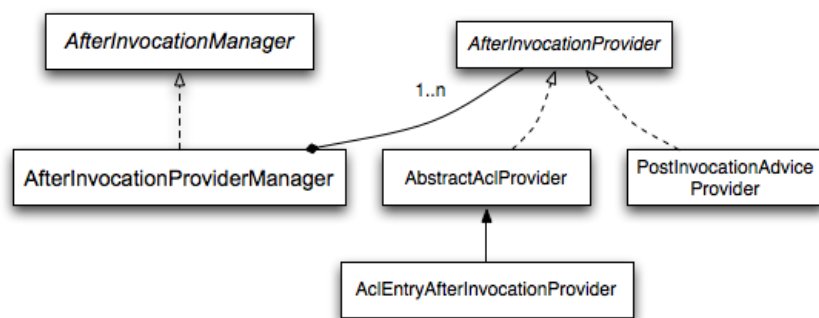 AfterInvocationManager
AfterInvocationProvider
1..n
AfterInvocationProviderManager
AbstractAclProvider
PostInvocationAdvice
Provider
AclEntryAfterInvocationProvider